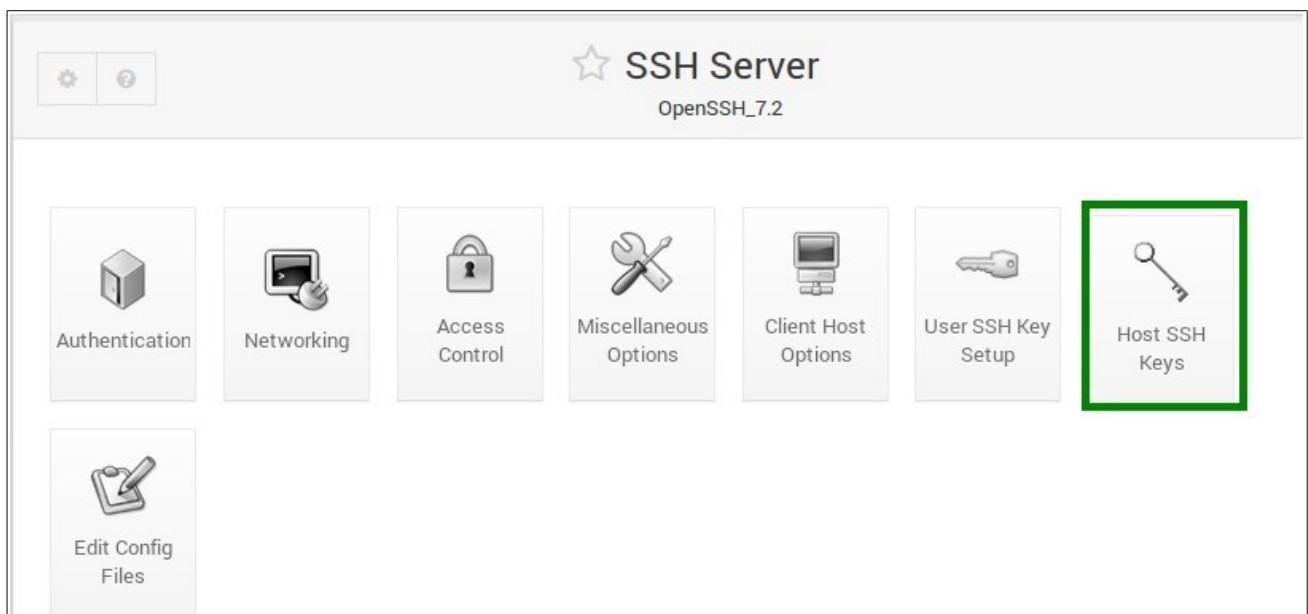 SSH Server
OpenSSH_7.2
Authentication
Networking
Access
Control
Miscellaneous
Options
Client Host
Options
User SSH Key
Setup
Host SSH
Keys
Edit Config
Files